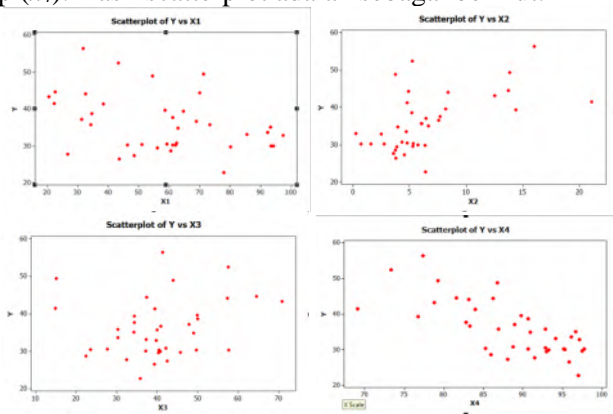 Scatterplot of Y vs X1
60
50
40
30
20
Y
20 30 40 50 60 70 80 90 100
X1
Scatterplot of Y vs X2
60
50
40
30
20
Y
0 5 10 15 20
X2
Scatterplot of Y vs X3
60
50
40
30
20
Y
10 20 30 40 50 60 70
X3
Scatterplot of Y vs X4
60
50
40
30
20
Y
70 75 80 85 90 95 100
X4
X Scale